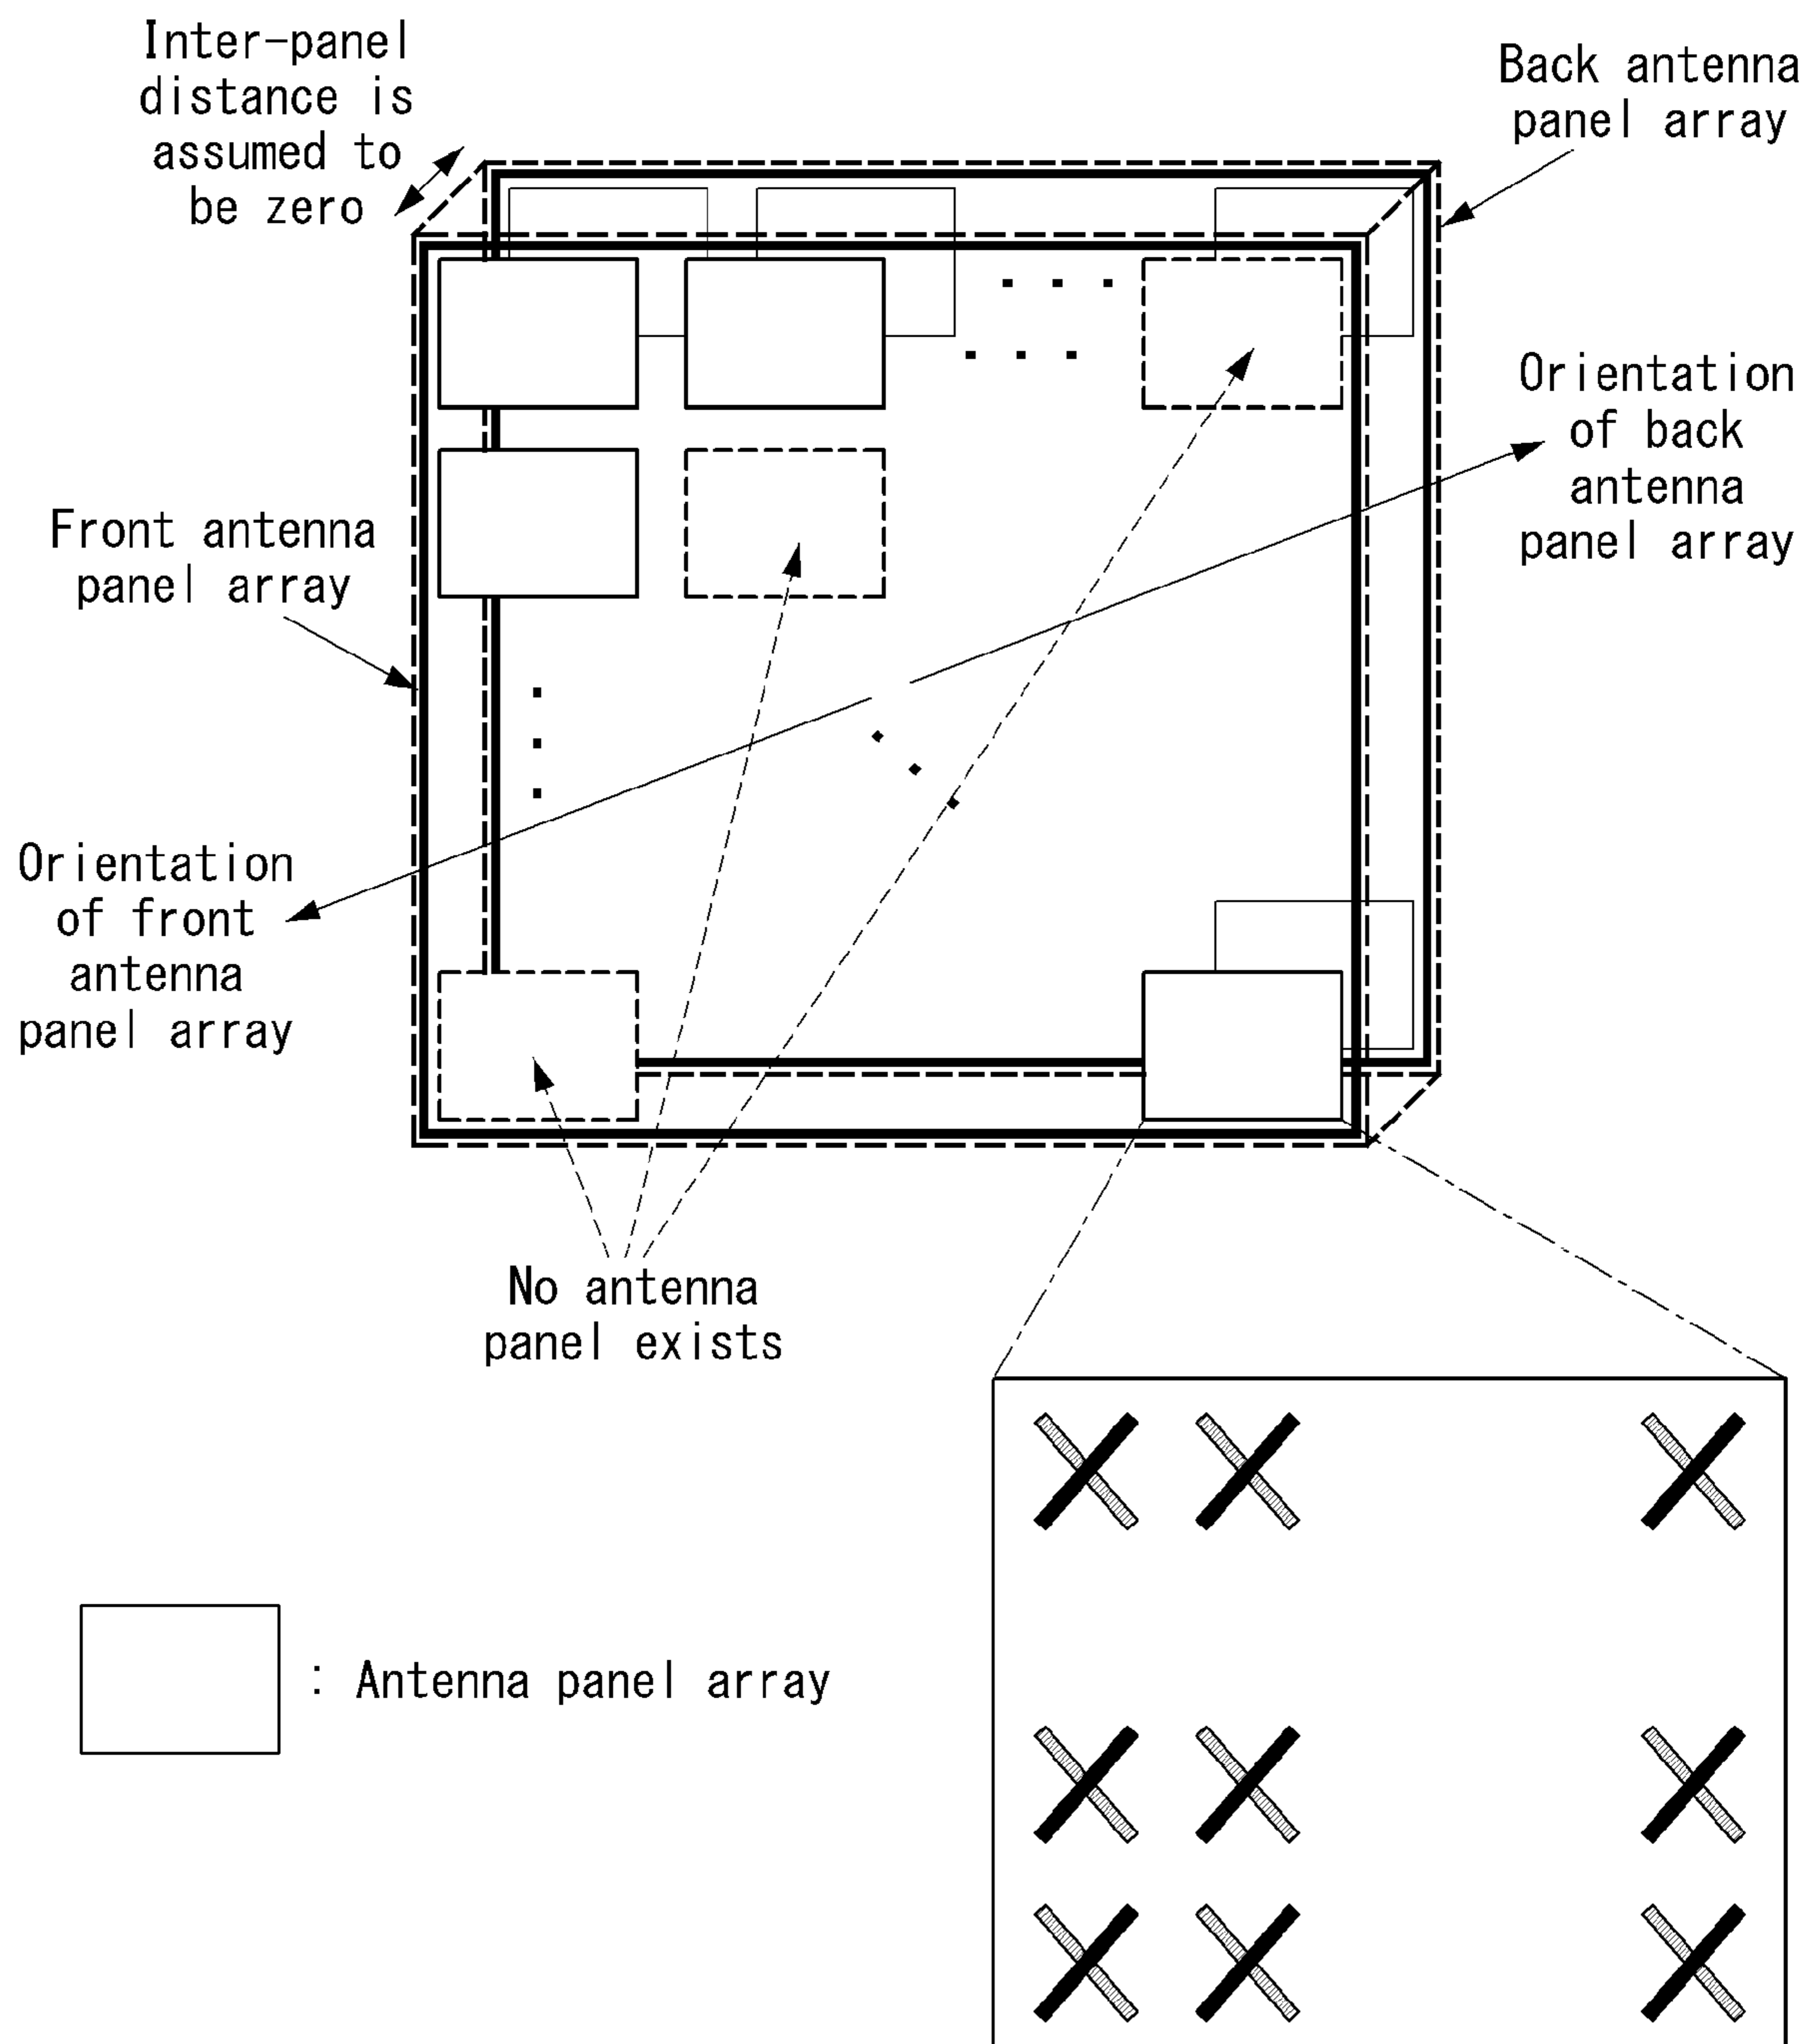 Inter-panel
distance is
assumed to
be zero
Back antenna
panel array
Orientation
of back
antenna
panel array
Front antenna
panel array
Orientation
of front
antenna
panel array
No antenna
panel exists
: Antenna panel array